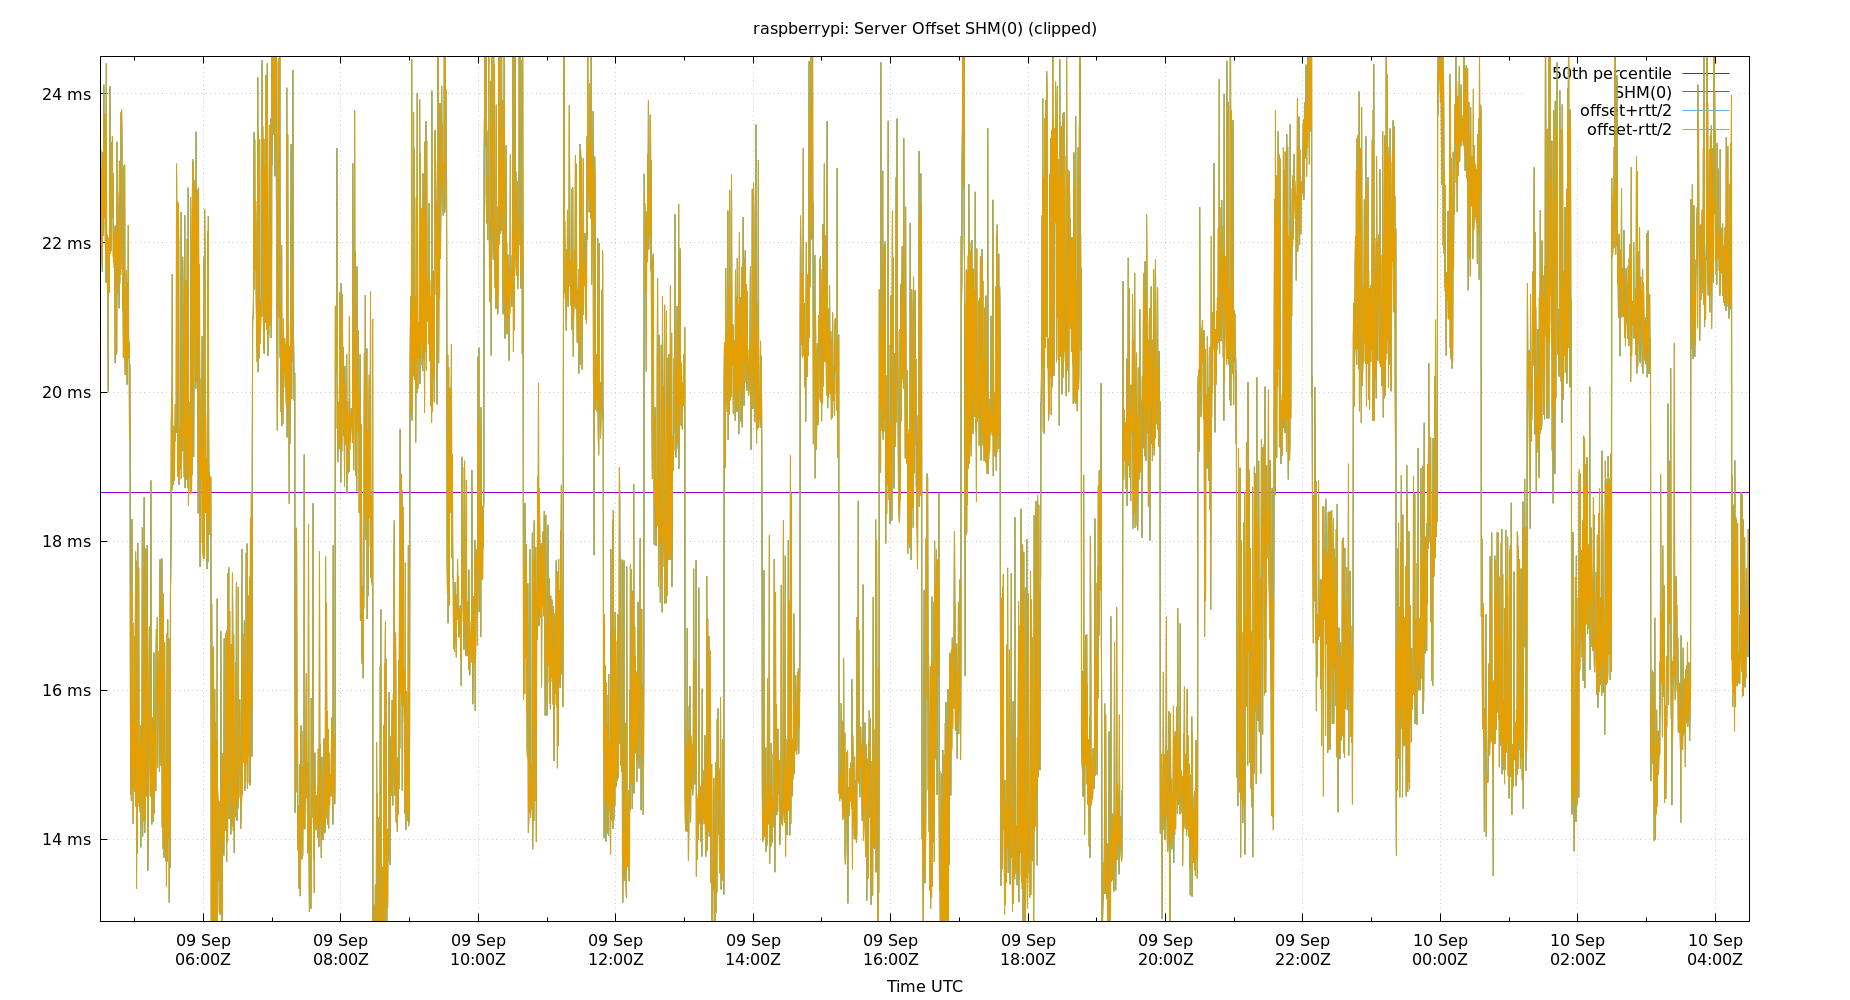 raspberrypi: Server Offset SHM(0) (clipped)
50th percentile
SHM(0)
offset+rtt/2
offset-rtt/2
24 ms
22 ms
20 ms
18 ms
16 ms
14 ms
09 Sep 09 Sep 09 Sep 09 Sep 09 Sep 09 Sep 09 Sep 09 Sep 09 Sep 10 Sep 10 Sep 10 Sep
06:00Z 08:00Z 10:00Z 12:00Z 14:00Z 16:00Z 18:00Z 20:00Z 22:00Z 00:00Z 02:00Z 04:00Z
Time UTC